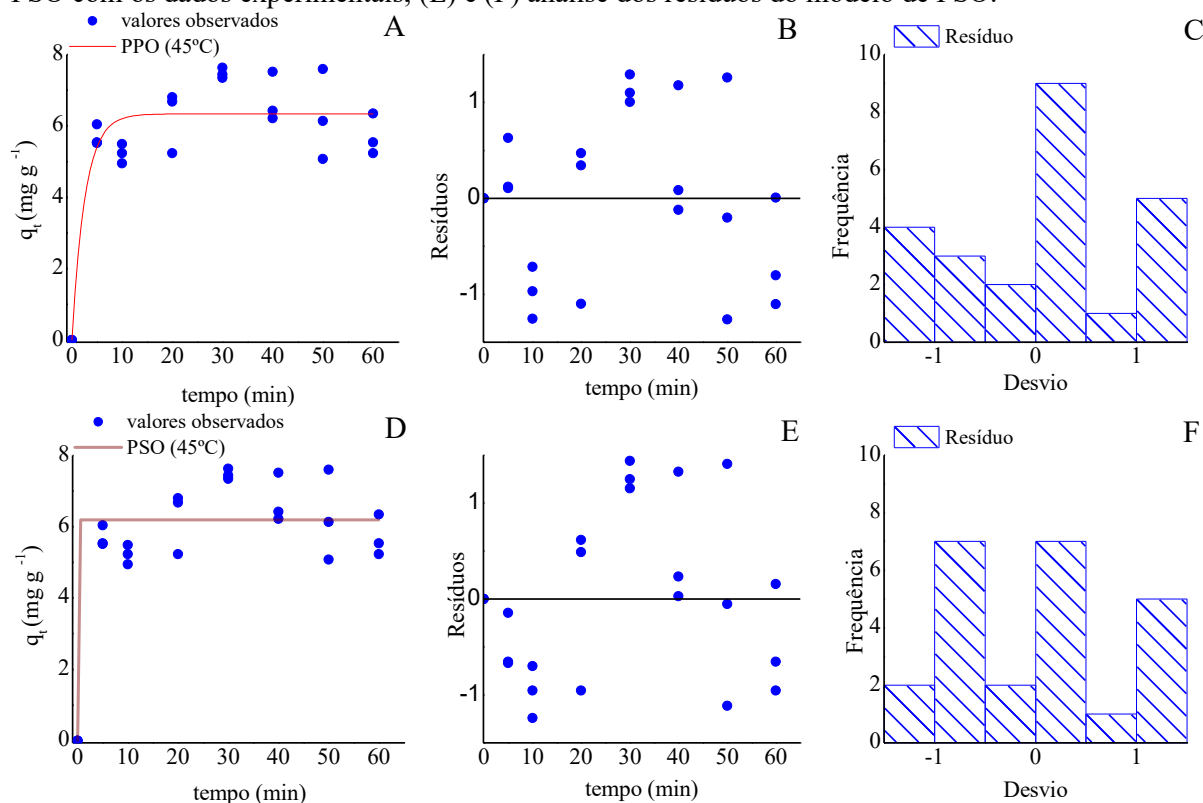 PSO com os dados experimentais; (E) e (F) análise dos resíduos do modelo de PSO.
valores observados
PPO (45ºC)
A
8
6
4
2
0
qt (mg g -1)
0 10 20 30 40 50 60
tempo (min)
B
1
0
-1
Resíduos
0 10 20 30 40 50 60
tempo (min)
Resíduo
C
10
8
6
4
2
0
Frequência
-1 0 1
Desvio
valores observados
PSO (45ºC)
D
8
6
4
2
0
qt (mg g -1)
0 10 20 30 40 50 60
tempo (min)
E
1
0
-1
Resíduos
0 10 20 30 40 50 60
tempo (min)
Resíduo
F
10
8
6
4
2
0
Frequência
-1 0 1
Desvio